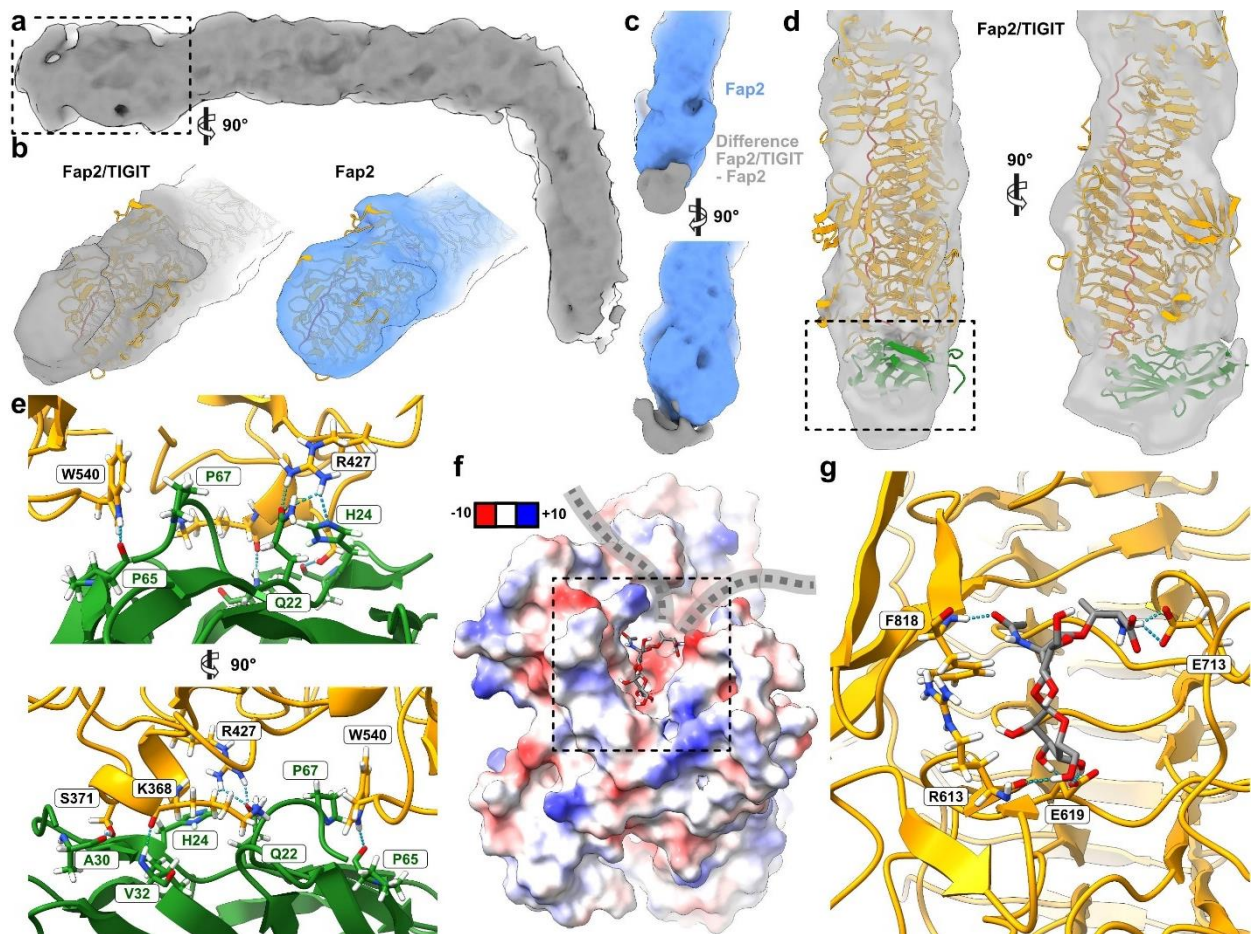 a
90°
b
Fap2/TIGIT
Fap2
c
Fap2
Difference
Fap2/TIGIT
- Fap2
90°
d
Fap2/TIGIT
90°
e
W540
P67
R427
H24
P65
Q22
90°
R427
W540
P67
S371
K368
H24
A30
Q22
P65
V32
f
-10
+10
g
F818
E713
R613
E619